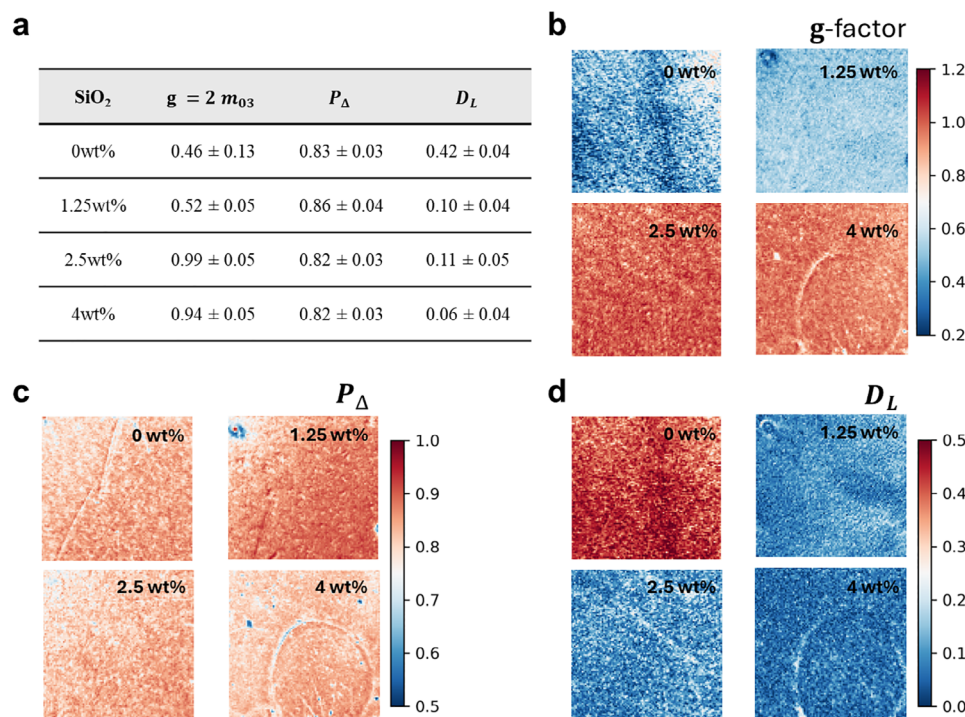 a
SiO₂ g = 2 m₀₃ P_Δ D_L
0wt% 0.46 ± 0.13 0.83 ± 0.03 0.42 ± 0.04
1.25wt% 0.52 ± 0.05 0.86 ± 0.04 0.10 ± 0.04
2.5wt% 0.99 ± 0.05 0.82 ± 0.03 0.11 ± 0.05
4wt% 0.94 ± 0.05 0.82 ± 0.03 0.06 ± 0.04
b
g-factor
0 wt% 1.25 wt%
2.5 wt% 4 wt%
1.2
1.0
0.8
0.6
0.4
0.2
c
P_Δ
0 wt% 1.25 wt%
2.5 wt% 4 wt%
1.0
0.9
0.8
0.7
0.6
0.5
d
D_L
0 wt% 1.25 wt%
2.5 wt% 4 wt%
0.5
0.4
0.3
0.2
0.1
0.0